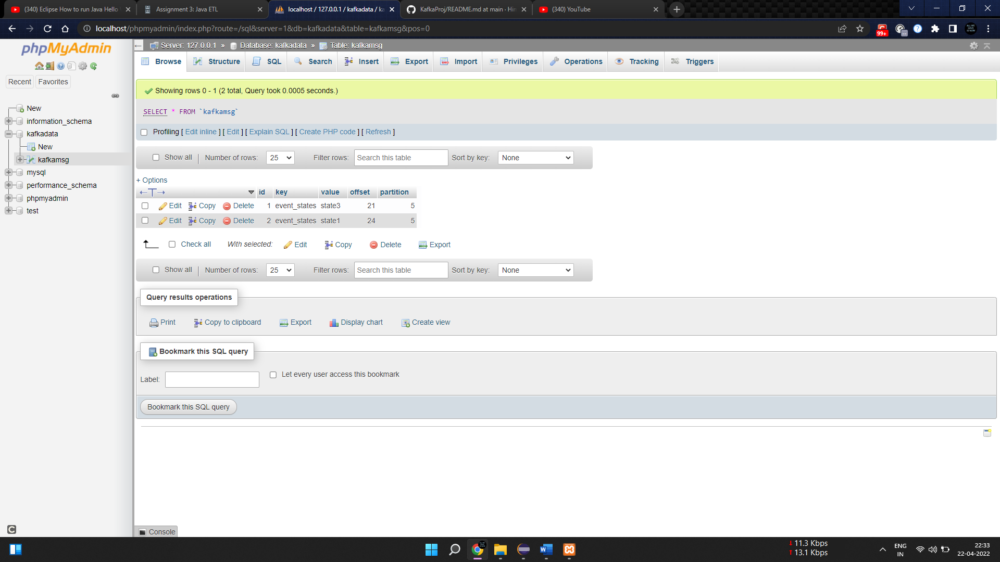 (340) Eclipse How to run Java Hello
Assignment 3: Java ETL
localhost / 127.0.0.1 / kafkadata / ka
KafkaProj/README.md at main · Hin
(340) YouTube
localhost/phpmyadmin/index.php?route=/sql&server=1&db=kafkadata&table=kafkamsg&pos=0
99+
phpMyAdmin
Recent Favorites
New
information_schema
kafkadata
New
kafkamsg
mysql
performance_schema
phpmyadmin
test
Server: 127.0.0.1 » Database: kafkadata » Table: kafkamsg
Browse Structure SQL Search Insert Export Import Privileges Operations Tracking Triggers
Showing rows 0 - 1 (2 total, Query took 0.0005 seconds.)
SELECT * FROM `kafkamsg`
Profiling [ Edit inline ] [ Edit ] [ Explain SQL ] [ Create PHP code ] [ Refresh ]
Show all Number of rows: 25 Filter rows: Search this table Sort by key: None
+ Options
id key value offset partition
Edit Copy Delete 1 event_states state3 21 5
Edit Copy Delete 2 event_states state1 24 5
Check all With selected: Edit Copy Delete Export
Show all Number of rows: 25 Filter rows: Search this table Sort by key: None
Query results operations
Print Copy to clipboard Export Display chart Create view
Bookmark this SQL query
Label: Let every user access this bookmark
Bookmark this SQL query
Console
11.3 Kbps
13.1 Kbps
ENG
IN
22:33
22-04-2022